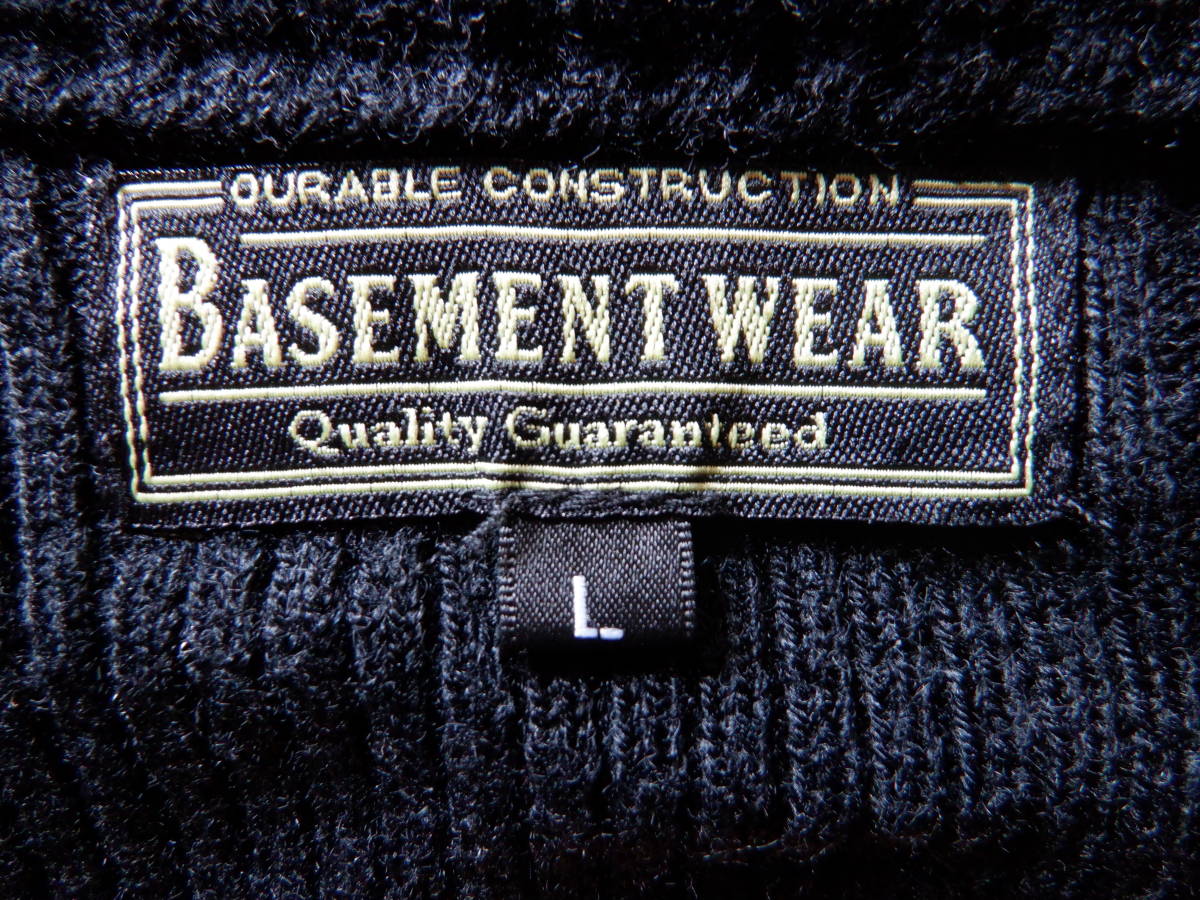 OURABLE CONSTRUCTION
BASEMENT WEAR
Quality Guaranteed
L